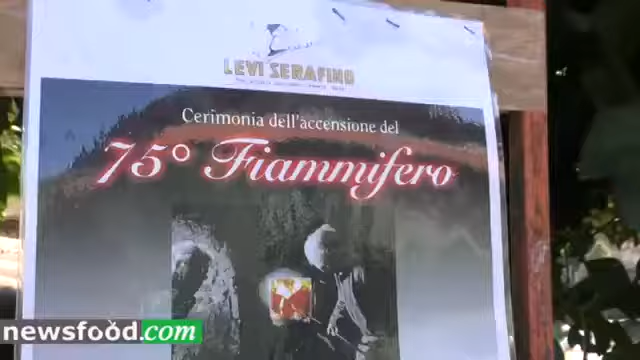 LEVI SERAFINO
Cerimonia dell'accensione del
75° Fiammifero
newsfood.com